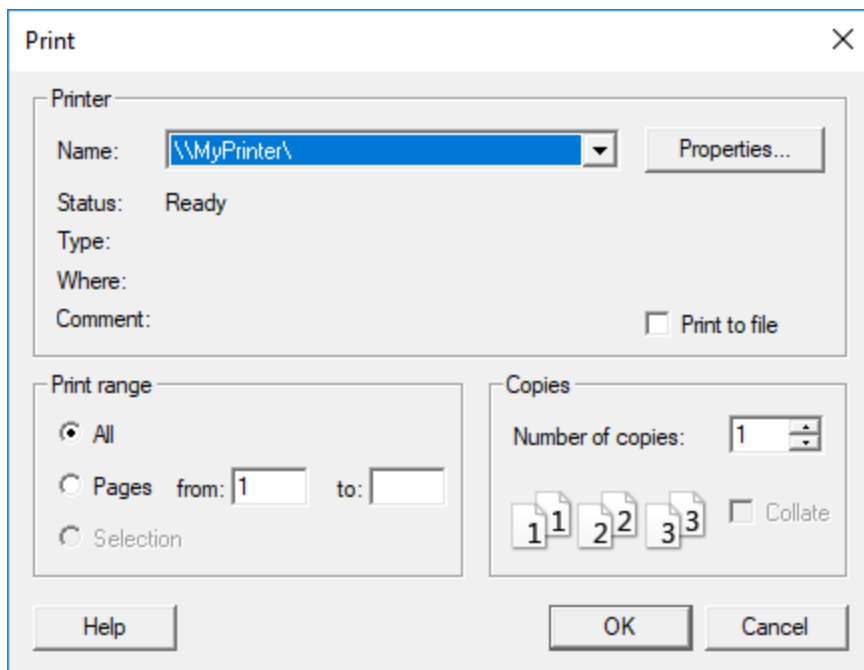 Print
Printer
Name: \\MyPrinter\ Properties...
Status: Ready
Type:
Where:
Comment: Print to file
Print range
All
Pages from: 1 to:
Selection
Copies
Number of copies: 1
1 1 2 2 3 3 Collate
Help OK Cancel